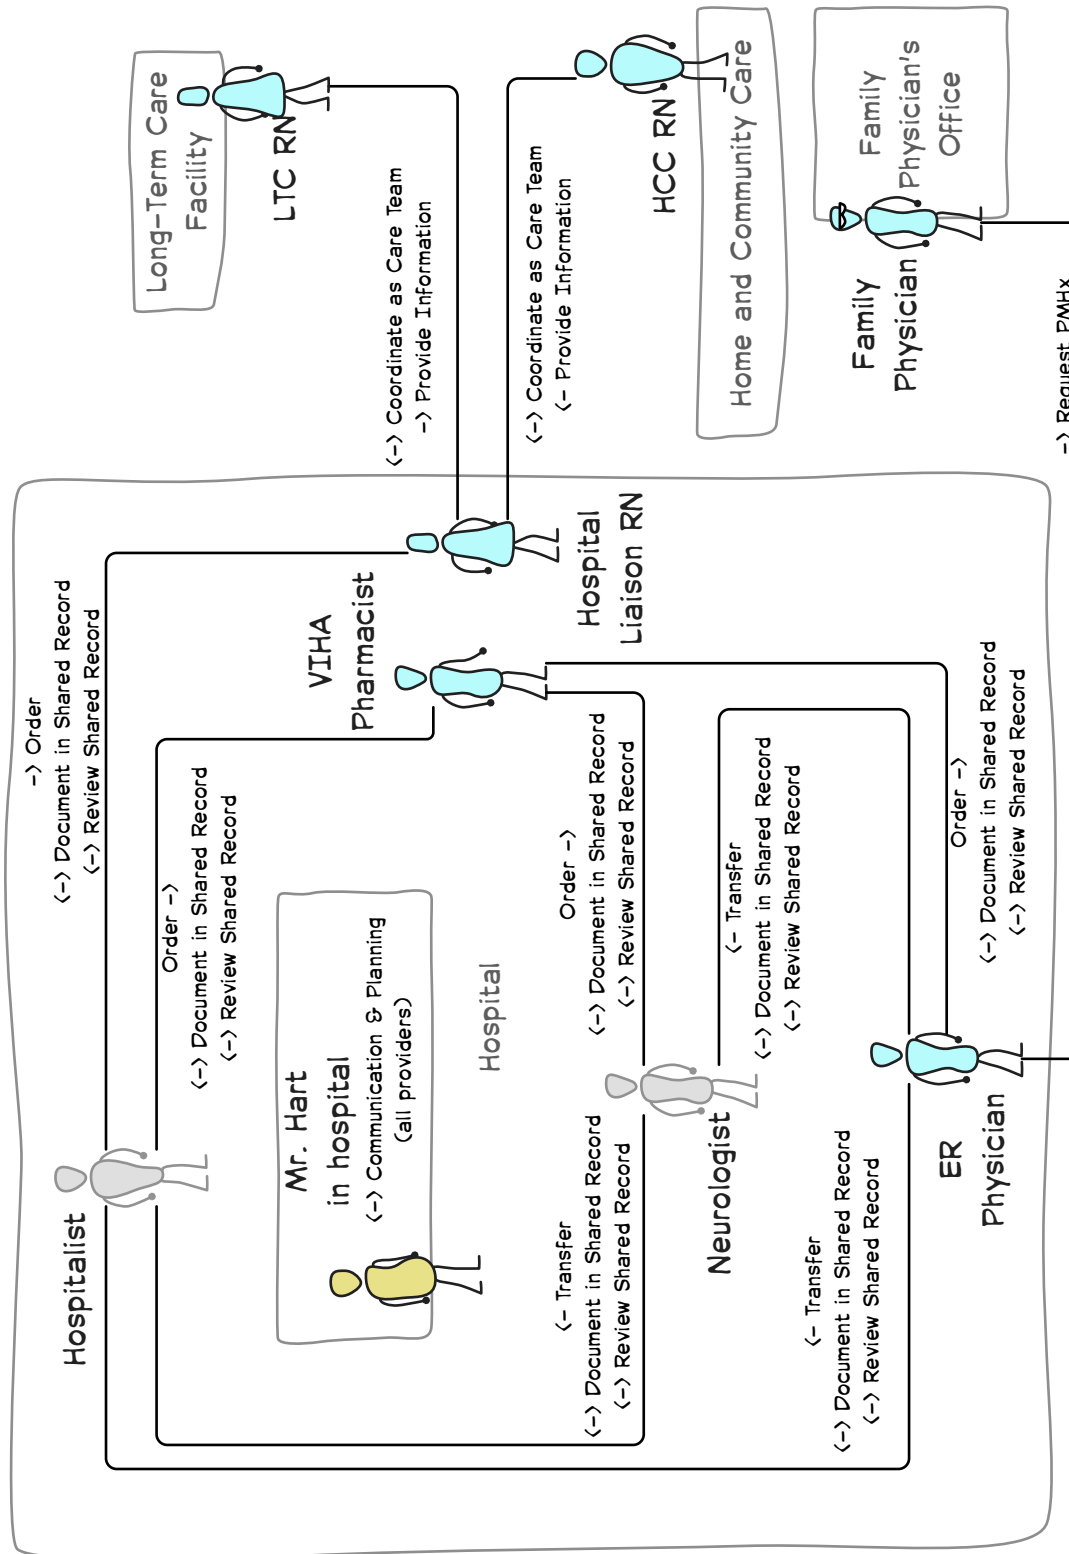 -> Order
<-> Document in Shared Record
<-> Review Shared Record
Hospitalist
Order ->
<-> Document in Shared Record
<-> Review Shared Record
Long-Term Care
Facility
LTC RN
Mr. Hart
in hospital
<-> Communication & Planning
(all providers)
Hospital
VIHA
Pharmacist
<-> Coordinate as Care Team
-> Provide Information
Hospital
Liaison RN
<-> Coordinate as Care Team
<- Provide Information
HCC RN
Home and Community Care
<- Transfer
<-> Document in Shared Record
<-> Review Shared Record
Order ->
<-> Document in Shared Record
<-> Review Shared Record
Neurologist
<- Transfer
<-> Document in Shared Record
<-> Review Shared Record
<- Transfer
<-> Document in Shared Record
<-> Review Shared Record
ER
Physician
Order ->
<-> Document in Shared Record
<-> Review Shared Record
Family
Physician
Family
Physician's
Office
-> Request PMHx